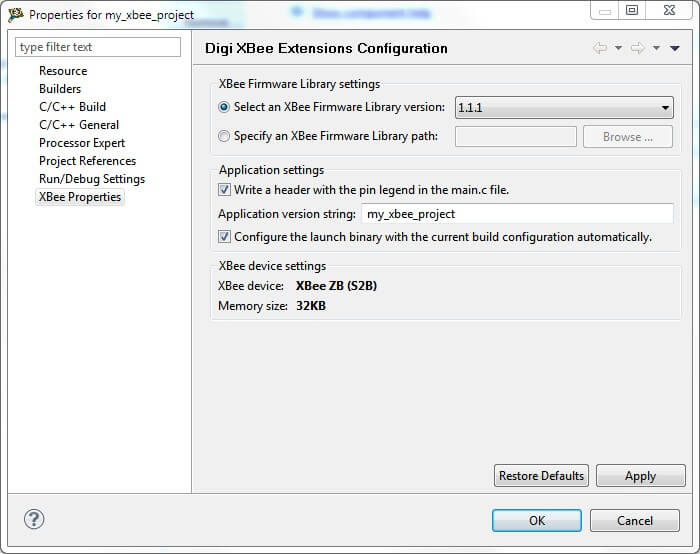 Properties for my_xbee_project
type filter text
Resource
Builders
C/C++ Build
C/C++ General
Processor Expert
Project References
Run/Debug Settings
XBee Properties
Digi XBee Extensions Configuration
XBee Firmware Library settings
Select an XBee Firmware Library version: 1.1.1
Specify an XBee Firmware Library path: Browse ...
Application settings
Write a header with the pin legend in the main.c file.
Application version string: my_xbee_project
Configure the launch binary with the current build configuration automatically.
XBee device settings
XBee device: XBee ZB (S2B)
Memory size: 32KB
Restore Defaults Apply
? OK Cancel